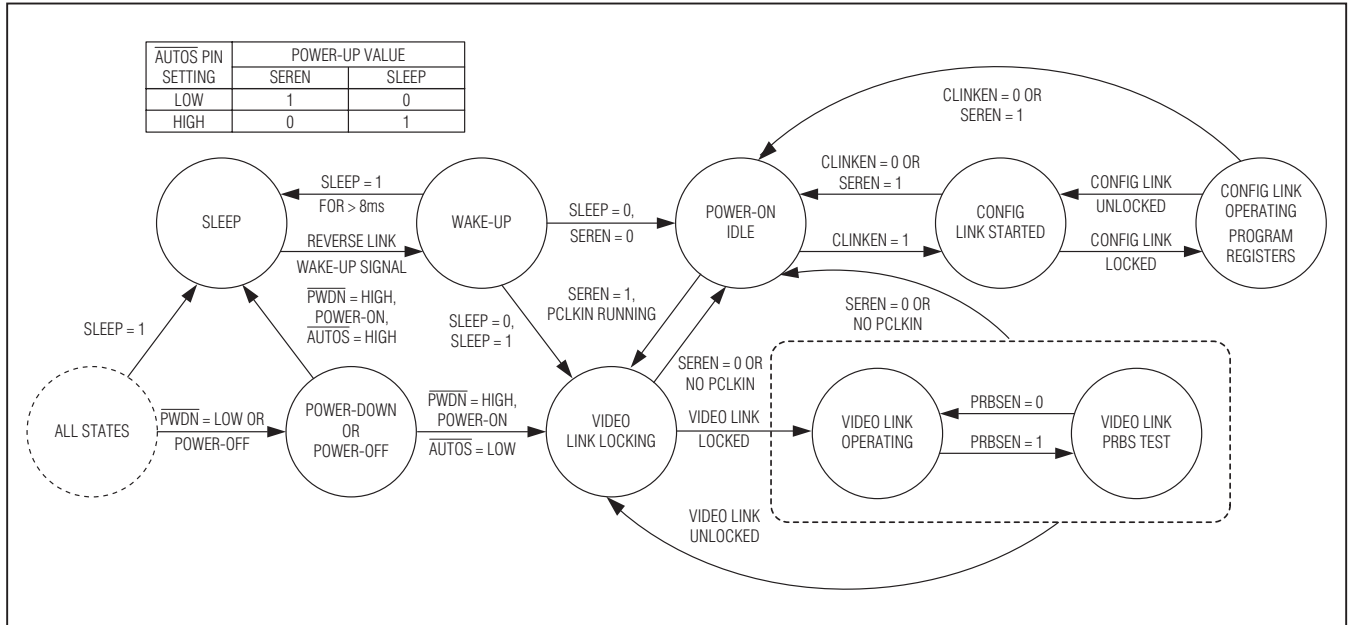 AUTOS PIN SETTING
POWER-UP VALUE
SEREN
SLEEP
LOW
1
0
HIGH
0
1
CLINKEN = 0 OR
SEREN = 1
SLEEP
SLEEP = 1
FOR > 8ms
REVERSE LINK
WAKE-UP SIGNAL
WAKE-UP
SLEEP = 0,
SEREN = 0
POWER-ON
IDLE
CLINKEN = 0 OR
SEREN = 1
CLINKEN = 1
CONFIG
LINK STARTED
CONFIG LINK
UNLOCKED
CONFIG LINK
LOCKED
CONFIG LINK
OPERATING
PROGRAM
REGISTERS
SLEEP = 1
PWDN = HIGH,
POWER-ON,
AUTOS = HIGH
SLEEP = 0,
SLEEP = 1
SEREN = 1,
PCLKIN RUNNING
SEREN = 0 OR
NO PCLKIN
SEREN = 0 OR
NO PCLKIN
ALL STATES
PWDN = LOW OR
POWER-OFF
POWER-DOWN
OR
POWER-OFF
PWDN = HIGH,
POWER-ON
AUTOS = LOW
VIDEO
LINK LOCKING
VIDEO LINK
LOCKED
VIDEO LINK
OPERATING
PRBSEN = 0
PRBSEN = 1
VIDEO LINK
PRBS TEST
VIDEO LINK
UNLOCKED